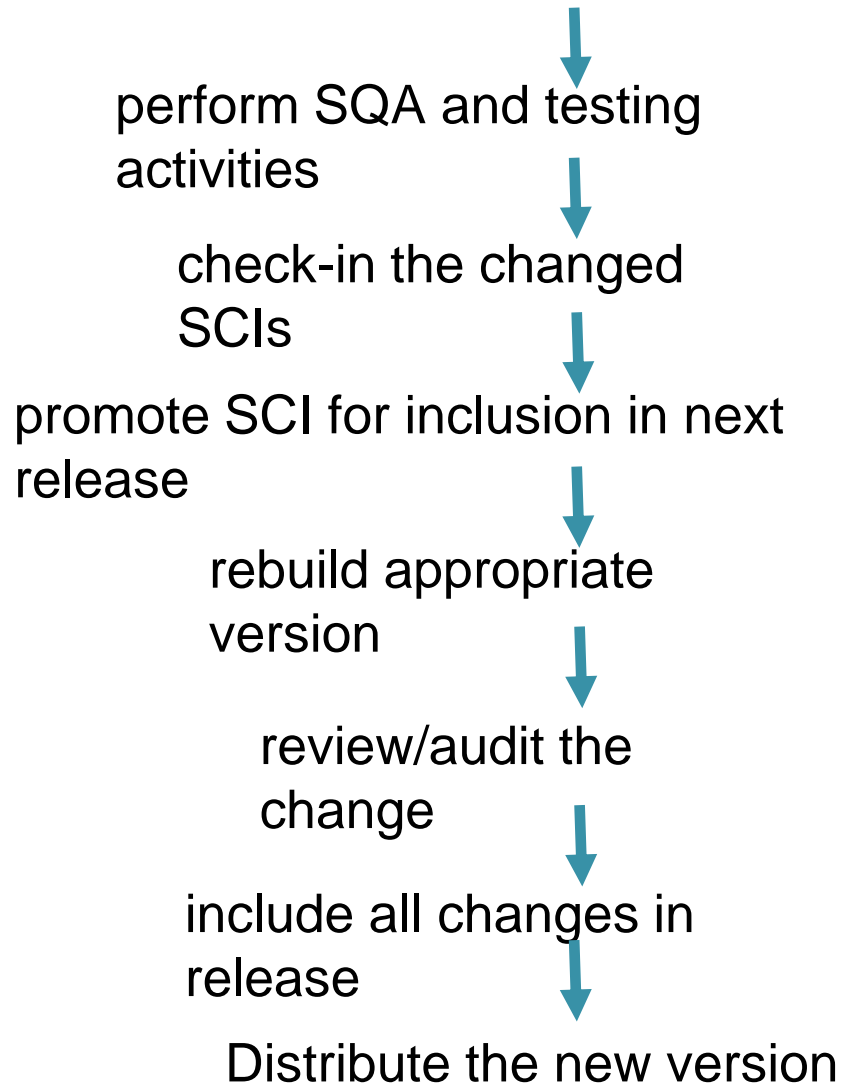 perform SQA and testing
activities
check-in the changed
SCIs
promote SCI for inclusion in next
release
rebuild appropriate
version
review/audit the
change
include all changes in
release
Distribute the new version